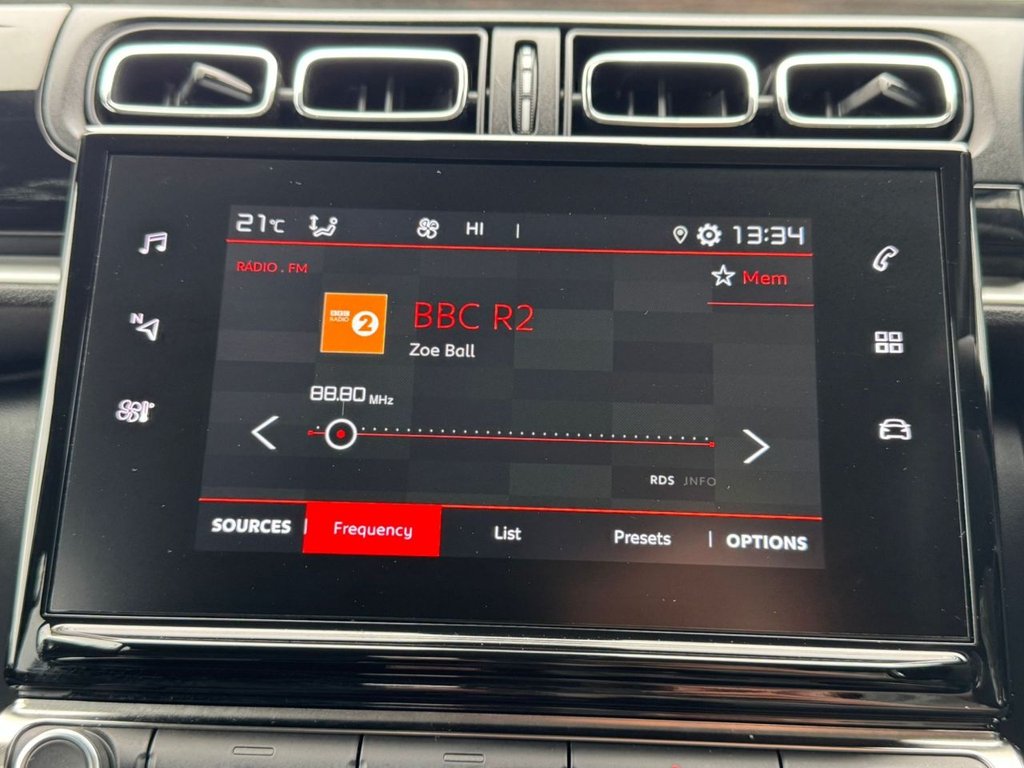 21°C HI | 13:34
RADIO . FM
Mem
BBC RADIO 2
BBC R2
Zoe Ball
N
88.80 MHz
RDS INFO
SOURCES | Frequency List Presets | OPTIONS